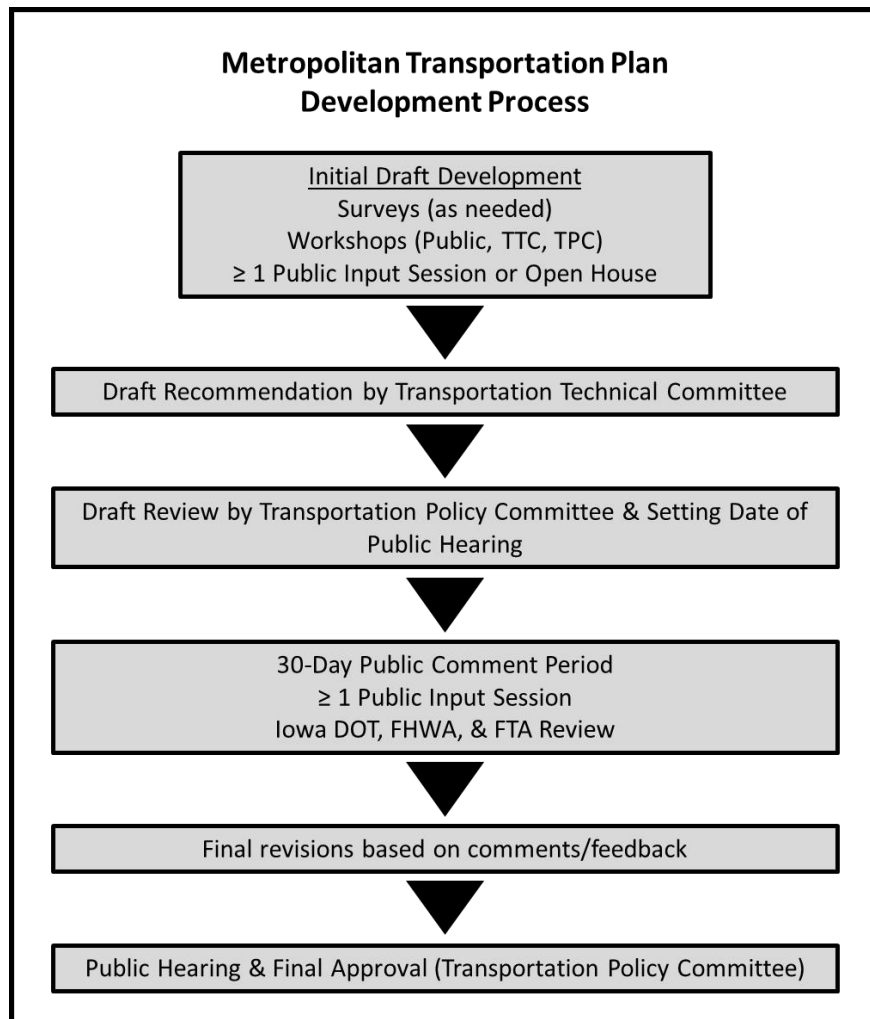 Metropolitan Transportation Plan
Development Process
Initial Draft Development
Surveys (as needed)
Workshops (Public, TTC, TPC)
≥ 1 Public Input Session or Open House
Draft Recommendation by Transportation Technical Committee
Draft Review by Transportation Policy Committee & Setting Date of
Public Hearing
30-Day Public Comment Period
≥ 1 Public Input Session
Iowa DOT, FHWA, & FTA Review
Final revisions based on comments/feedback
Public Hearing & Final Approval (Transportation Policy Committee)